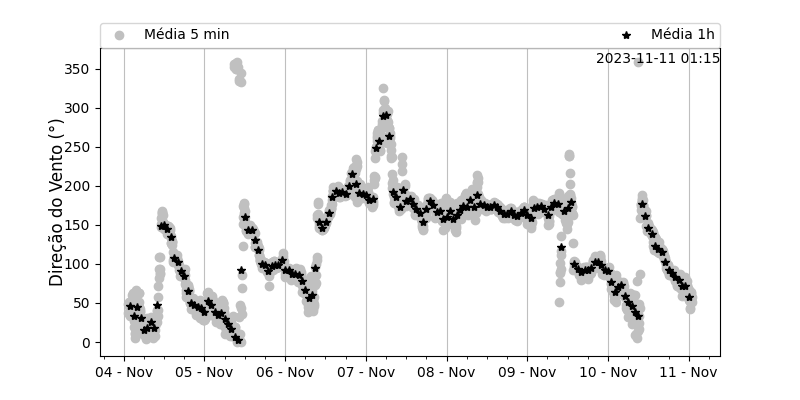 Média 5 min
Média 1h
2023-11-11 01:15
Direção do Vento (°)
350
300
250
200
150
100
50
0
04 - Nov
05 - Nov
06 - Nov
07 - Nov
08 - Nov
09 - Nov
10 - Nov
11 - Nov